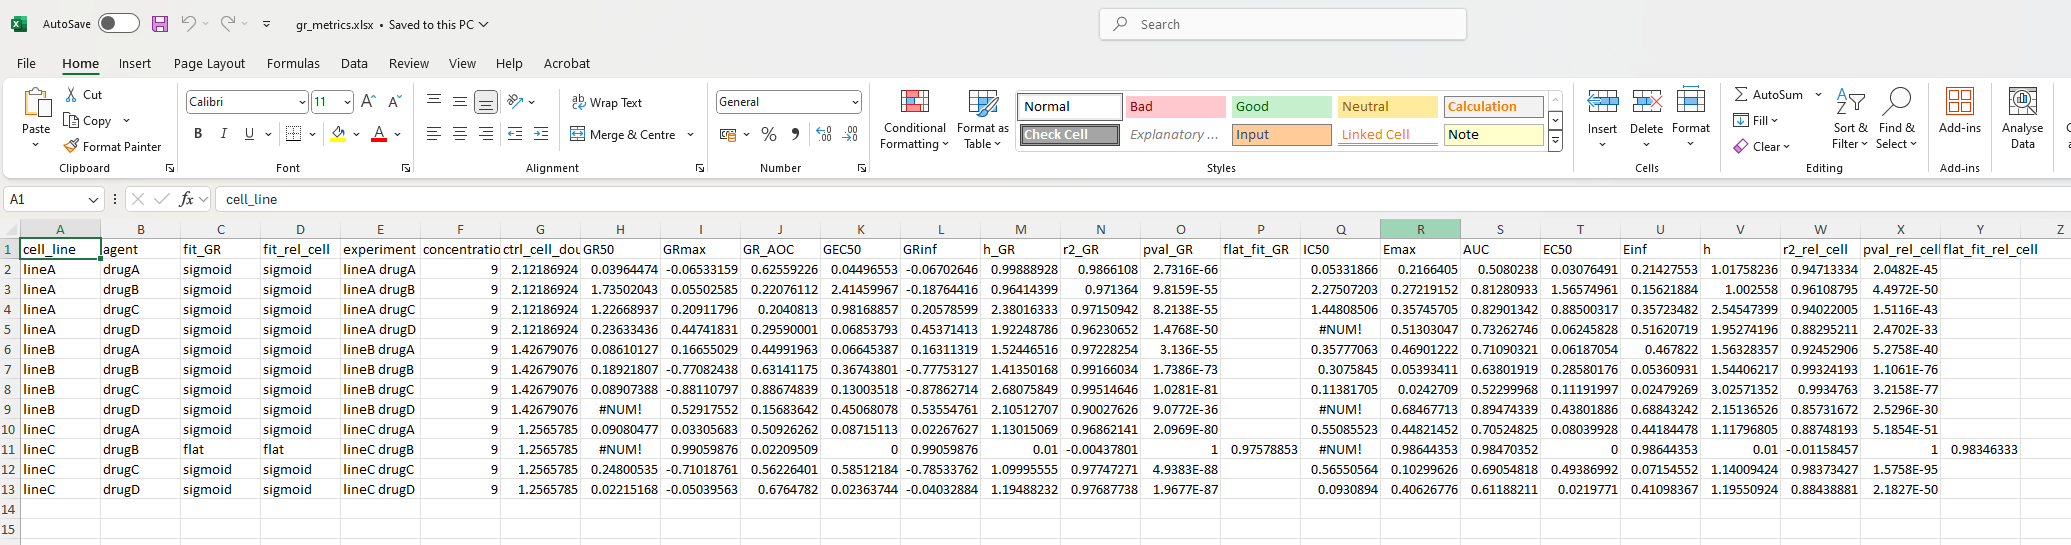 AutoSave gr_metrics.xlsx • Saved to this PC Search
File Home Insert Page Layout Formulas Data Review View Help Acrobat
Cut Calibri 11 Wrap Text General Normal Bad Good Neutral Calculation AutoSum
Paste Copy B I U Merge & Centre Conditional Formatting Format as Table Check Cell Explanatory ... Input Linked Cell Note Insert Delete Format Fill Sort & Filter Find & Select Add-ins Analyse Data
Format Painter Clear
Clipboard Font Alignment Number Styles Cells Editing Add-ins
A1 fx cell_line
A B C D E F G H I J K L M N O P Q R S T U V W X Y Z
1 cell_line agent fit_GR fit_rel_cell experiment concentratio ctrl_cell_dou GR50 GRmax GR_AOC GEC50 GRinf h_GR r2_GR pval_GR flat_fit_GR IC50 Emax AUC EC50 Einf h r2_rel_cell pval_rel_cell flat_fit_rel_cell
2 lineA drugA sigmoid sigmoid lineA drugA 9 2.12186924 0.03964474 -0.06533159 0.62559226 0.04496553 -0.06702646 0.99888928 0.9866108 2.7316E-66 0.05331866 0.2166405 0.5080238 0.03076491 0.21427553 1.01758236 0.94713334 2.0482E-45
3 lineA drugB sigmoid sigmoid lineA drugB 9 2.12186924 1.73502043 0.05502585 0.22076112 2.41459967 -0.18764416 0.96414399 0.971364 9.8159E-55 2.27507203 0.27219152 0.81280933 1.56574961 0.15621884 1.002558 0.96108795 4.4972E-50
4 lineA drugC sigmoid sigmoid lineA drugC 9 2.12186924 1.22668937 0.20911796 0.2040813 0.98168857 0.20578599 2.38016333 0.97150942 8.2138E-55 1.44808506 0.35745705 0.82901342 0.88500317 0.35723482 2.54547399 0.94022005 1.5116E-43
5 lineA drugD sigmoid sigmoid lineA drugD 9 2.12186924 0.23633436 0.44741831 0.29590001 0.06853793 0.45371413 1.92248786 0.96230652 1.4768E-50 #NUM! 0.51303047 0.73262746 0.06245828 0.51620719 1.95274196 0.88295211 2.4702E-33
6 lineB drugA sigmoid sigmoid lineB drugA 9 1.42679076 0.08610127 0.16655029 0.44991963 0.06645387 0.16311319 1.52446516 0.97228254 3.136E-55 0.35777063 0.46901222 0.71090321 0.06187054 0.467822 1.56328357 0.92452906 5.2758E-40
7 lineB drugB sigmoid sigmoid lineB drugB 9 1.42679076 0.18921807 -0.77082438 0.63141175 0.36743801 -0.77753127 1.41350168 0.99166034 1.7386E-73 0.3075845 0.05393411 0.63801919 0.28580176 0.05360931 1.54406217 0.99324193 1.1061E-76
8 lineB drugC sigmoid sigmoid lineB drugC 9 1.42679076 0.08907388 -0.88110797 0.88674839 0.13003518 -0.87862714 2.68075849 0.99514646 1.0281E-81 0.11381705 0.0242709 0.52299968 0.11191997 0.02479269 3.02571352 0.9934763 3.2158E-77
9 lineB drugD sigmoid sigmoid lineB drugD 9 1.42679076 #NUM! 0.52917552 0.15683642 0.45068078 0.53554761 2.10512707 0.90027626 9.0772E-36 #NUM! 0.68467713 0.89474339 0.43801886 0.68843242 2.15136526 0.85731672 2.5296E-30
10 lineC drugA sigmoid sigmoid lineC drugA 9 1.2565785 0.09080477 0.03305683 0.50926262 0.08715113 0.02267627 1.13015069 0.96862141 2.0969E-80 0.55085523 0.44821452 0.70524825 0.08039928 0.44184478 1.11796805 0.88748193 5.1854E-51
11 lineC drugB flat flat lineC drugB 9 1.2565785 #NUM! 0.99059876 0.02209509 0 0.99059876 0.01 -0.00437801 1 0.97578853 #NUM! 0.98644353 0.98470352 0 0.98644353 0.01 -0.01158457 1 0.98346333
12 lineC drugC sigmoid sigmoid lineC drugC 9 1.2565785 0.24800535 -0.71018761 0.56226401 0.58512184 -0.78533762 1.09995555 0.97747271 4.9383E-88 0.56550564 0.10299626 0.69054818 0.49386992 0.07154552 1.14009424 0.98373427 1.5758E-95
13 lineC drugD sigmoid sigmoid lineC drugD 9 1.2565785 0.02215168 -0.05039563 0.6764782 0.02363744 -0.04032884 1.19488232 0.97687738 1.9677E-87 0.0930894 0.40626776 0.61188211 0.0219771 0.41098367 1.19550924 0.88438881 2.1827E-50
14
15